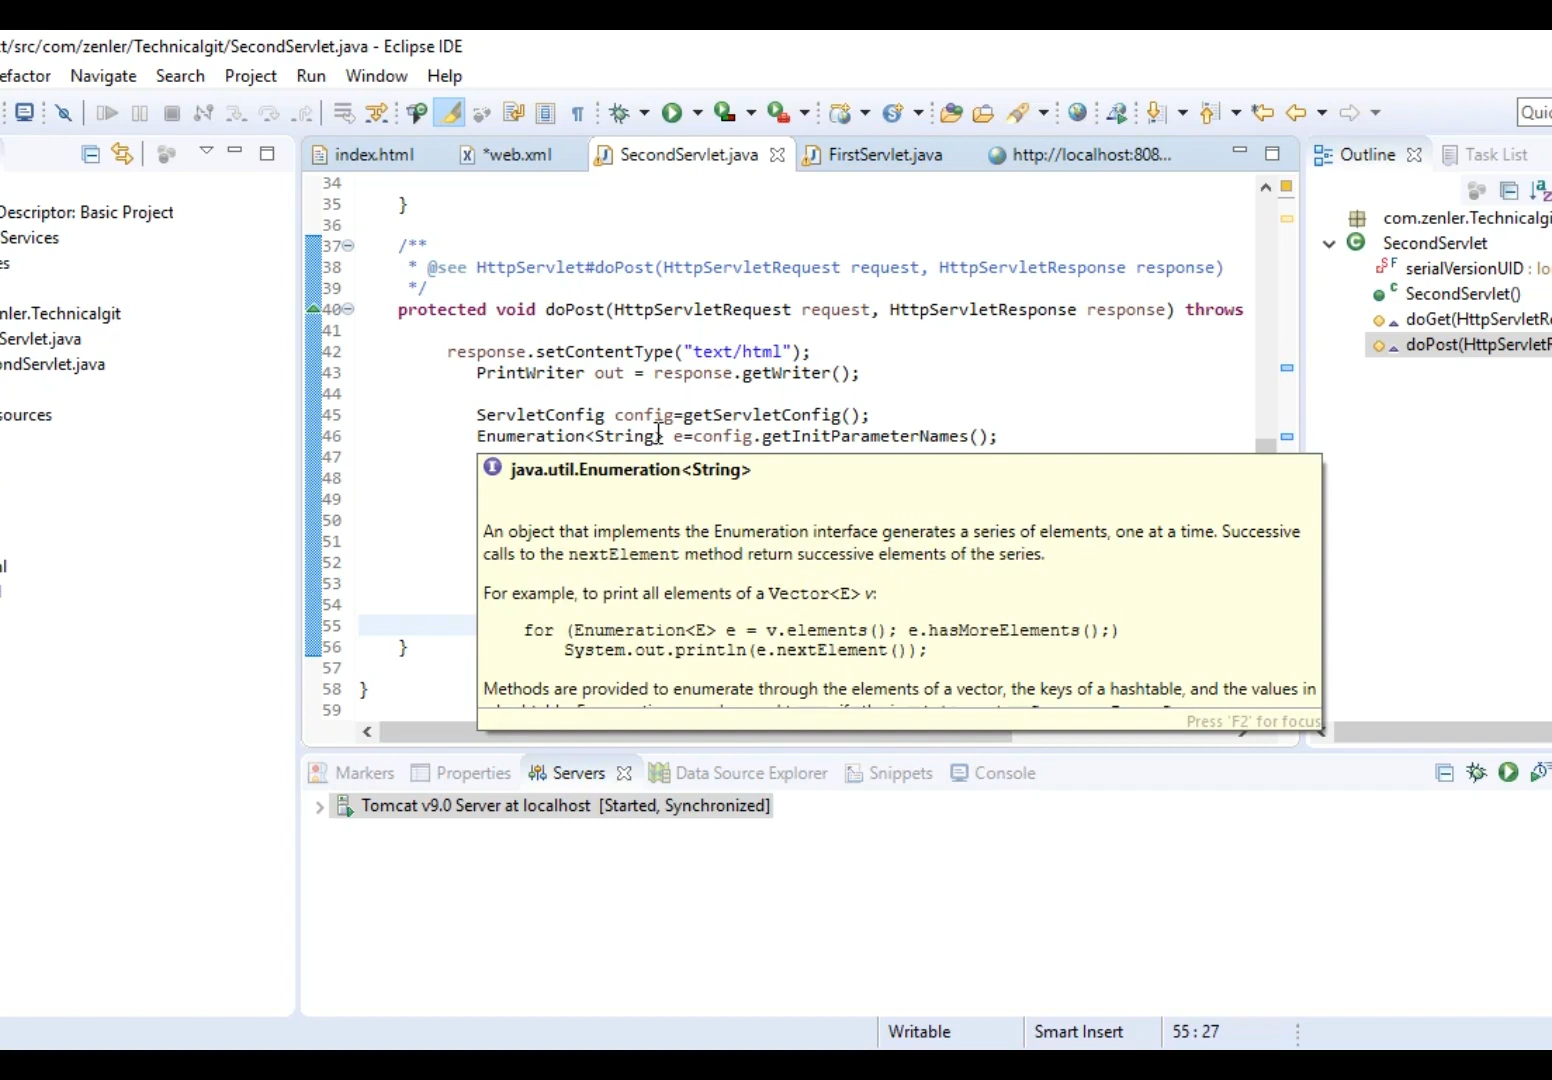 t/src/com/zenler/Technicalgit/SecondServlet.java - Eclipse IDE
efactor Navigate Search Project Run Window Help
Quic
index.html *web.xml SecondServlet.java FirstServlet.java http://localhost:808...
Outline Task List
Descriptor: Basic Project
Services
es
nler.Technicalgit
Servlet.java
ondServlet.java
sources
al
34
35 }
36
37 /**
38 * @see HttpServlet#doPost(HttpServletRequest request, HttpServletResponse response)
39 */
40 protected void doPost(HttpServletRequest request, HttpServletResponse response) throws
41
42 response.setContentType("text/html");
43 PrintWriter out = response.getWriter();
44
45 ServletConfig config=getServletConfig();
46 Enumeration<String> e=config.getInitParameterNames();
47
48
49
50
51
52
53
54
55
56 }
57
58 }
59
java.util.Enumeration<String>
An object that implements the Enumeration interface generates a series of elements, one at a time. Successive
calls to the nextElement method return successive elements of the series.
For example, to print all elements of a Vector<E> v:
for (Enumeration<E> e = v.elements(); e.hasMoreElements();)
System.out.println(e.nextElement());
Methods are provided to enumerate through the elements of a vector, the keys of a hashtable, and the values in
Press 'F2' for focus
com.zenler.Technicalgi
SecondServlet
serialVersionUID : lo
SecondServlet()
doGet(HttpServletRe
doPost(HttpServletR
Markers Properties Servers Data Source Explorer Snippets Console
Tomcat v9.0 Server at localhost [Started, Synchronized]
Writable Smart Insert 55 : 27